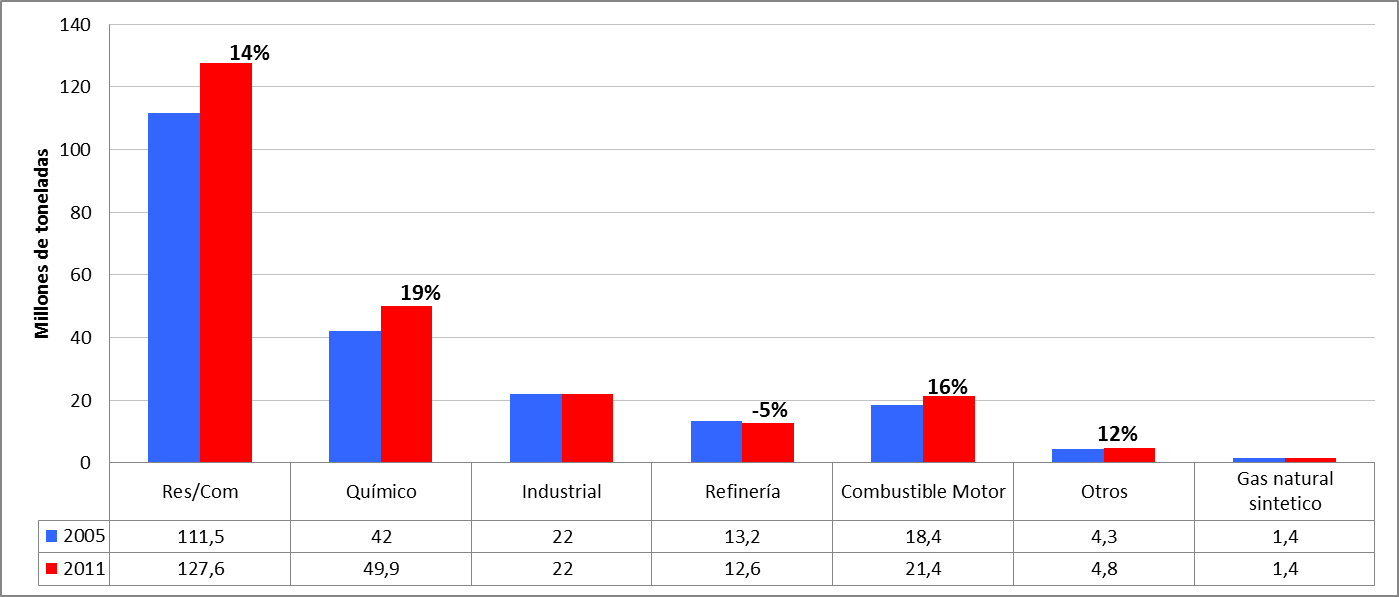 Millones de toneladas
140
120
100
80
60
40
20
0
14%
19%
-5%
16%
12%
Res/Com Químico Industrial Refinería Combustible Motor Otros Gas natural
sintetico
2005 111,5 42 22 13,2 18,4 4,3 1,4
2011 127,6 49,9 22 12,6 21,4 4,8 1,4